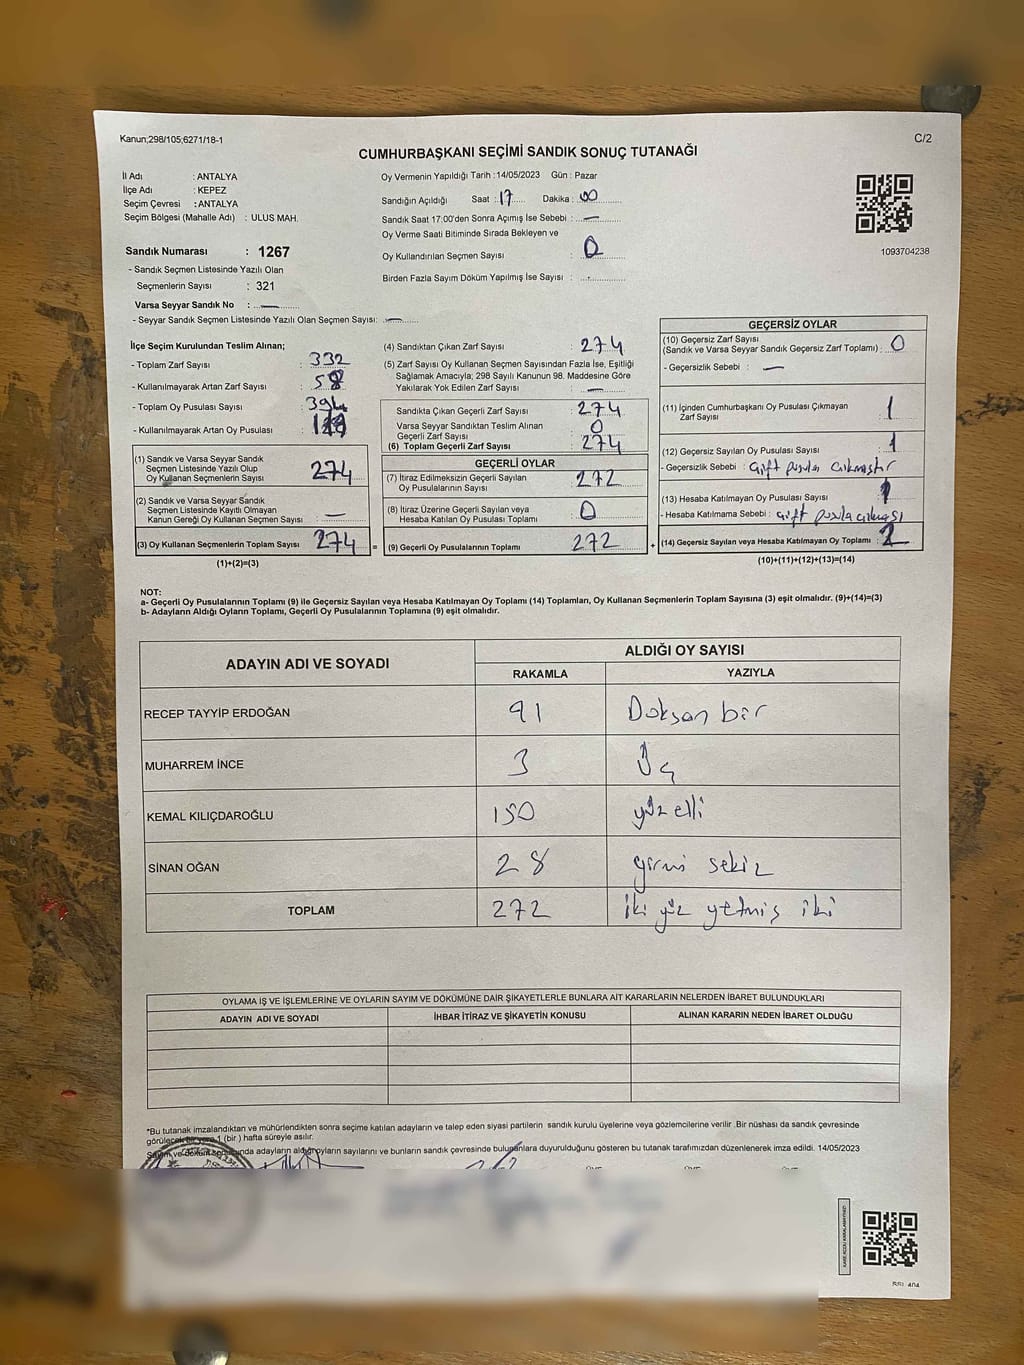 Kanun;298/105;6271/18-1
C/2
CUMHURBAŞKANI SEÇİMİ SANDIK SONUÇ TUTANAĞI
İl Adı : ANTALYA
İlçe Adı : KEPEZ
Seçim Çevresi : ANTALYA
Seçim Bölgesi (Mahalle Adı) : ULUS MAH.
Sandık Numarası : 1267
- Sandık Seçmen Listesinde Yazılı Olan
Seçmenlerin Sayısı : 321
Varsa Seyyar Sandık No : —
- Seyyar Sandık Seçmen Listesinde Yazılı Olan Seçmen Sayısı: —
Oy Vermenin Yapıldığı Tarih :14/05/2023 Gün : Pazar
Sandığın Açıldığı Saat : 17 Dakika : 00
Sandık Saat 17:00'den Sonra Açımış İse Sebebi : —
Oy Verme Saati Bitiminde Sırada Bekleyen ve
Oy Kullandırılan Seçmen Sayısı : 0
Birden Fazla Sayım Döküm Yapılmış İse Sayısı :
1093704238
İlçe Seçim Kurulundan Teslim Alınan;
- Toplam Zarf Sayısı : 332
- Kullanılmayarak Artan Zarf Sayısı : 58
- Toplam Oy Pusulası Sayısı : 394
- Kullanılmayarak Artan Oy Pusulası :
(1) Sandık ve Varsa Seyyar Sandık
Seçmen Listesinde Yazılı Olup
Oy Kullanan Seçmenlerin Sayısı : 274
(2) Sandık ve Varsa Seyyar Sandık
Seçmen Listesinde Kayıtlı Olmayan
Kanun Gereği Oy Kullanan Seçmen Sayısı : —
(3) Oy Kullanan Seçmenlerin Toplam Sayısı : 274 =
(1)+(2)=(3)
(4) Sandıktan Çıkan Zarf Sayısı : 274
(5) Zarf Sayısı Oy Kullanan Seçmen Sayısından Fazla İse, Eşitliği
Sağlamak Amacıyla; 298 Sayılı Kanunun 98. Maddesine Göre
Yakılarak Yok Edilen Zarf Sayısı : —
Sandıkta Çıkan Geçerli Zarf Sayısı : 274
Varsa Seyyar Sandıktan Teslim Alınan
Geçerli Zarf Sayısı : 0
(6) Toplam Geçerli Zarf Sayısı : 274
GEÇERLİ OYLAR
(7) İtiraz Edilmeksizin Geçerli Sayılan
Oy Pusulalarının Sayısı : 272
(8) İtiraz Üzerine Geçerli Sayılan veya
Hesaba Katılan Oy Pusulası Toplamı : 0
(9) Geçerli Oy Pusulalarının Toplamı : 272 +
GEÇERSİZ OYLAR
(10) Geçersiz Zarf Sayısı
(Sandık ve Varsa Seyyar Sandık Geçersiz Zarf Toplamı) : 0
- Geçersizlik Sebebi : —
(11) İçinden Cumhurbaşkanı Oy Pusulası Çıkmayan
Zarf Sayısı : 1
(12) Geçersiz Sayılan Oy Pusulası Sayısı : 1
- Geçersizlik Sebebi : Çift pusula çıkmıştır
(13) Hesaba Katılmayan Oy Pusulası Sayısı :
- Hesaba Katılmama Sebebi : çift pusula çıkması
(14) Geçersiz Sayılan veya Hesaba Katılmayan Oy Toplamı : 2
(10)+(11)+(12)+(13)=(14)
NOT:
a- Geçerli Oy Pusulalarının Toplamı (9) ile Geçersiz Sayılan veya Hesaba Katılmayan Oy Toplamı (14) Toplamları, Oy Kullanan Seçmenlerin Toplam Sayısına (3) eşit olmalıdır. (9)+(14)=(3)
b- Adayların Aldığı Oyların Toplamı, Geçerli Oy Pusulalarının Toplamına (9) eşit olmalıdır.
ADAYIN ADI VE SOYADI
ALDIĞI OY SAYISI
RAKAMLA YAZIYLA
RECEP TAYYİP ERDOĞAN 91 Doksan bir
MUHARREM İNCE 3 Üç
KEMAL KILIÇDAROĞLU 150 yüz elli
SİNAN OĞAN 28 yirmi sekiz
TOPLAM 272 iki yüz yetmiş iki
OYLAMA İŞ VE İŞLEMLERİNE VE OYLARIN SAYIM VE DÖKÜMÜNE DAİR ŞİKAYETLERLE BUNLARA AİT KARARLARIN NELERDEN İBARET BULUNDUKLARI
ADAYIN ADI VE SOYADI İHBAR İTİRAZ VE ŞİKAYETİN KONUSU ALINAN KARARIN NEDEN İBARET OLDUĞU
*Bu tutanak imzalandıktan ve mühürlendikten sonra seçime katılan adayların ve talep eden siyasi partilerin sandık kurulu üyelerine veya gözlemcilerine verilir .Bir nüshası da sandık çevresinde
görülecek bir yere 1 (bir ) hafta süreyle asılır.
Sayım ve döküm sonucunda adayların aldığı oyların sayılarını ve bunların sandık çevresinde bulunanlara duyurulduğunu gösteren bu tutanak tarafımızdan düzenlenerek imza edildi. 14/05/2023